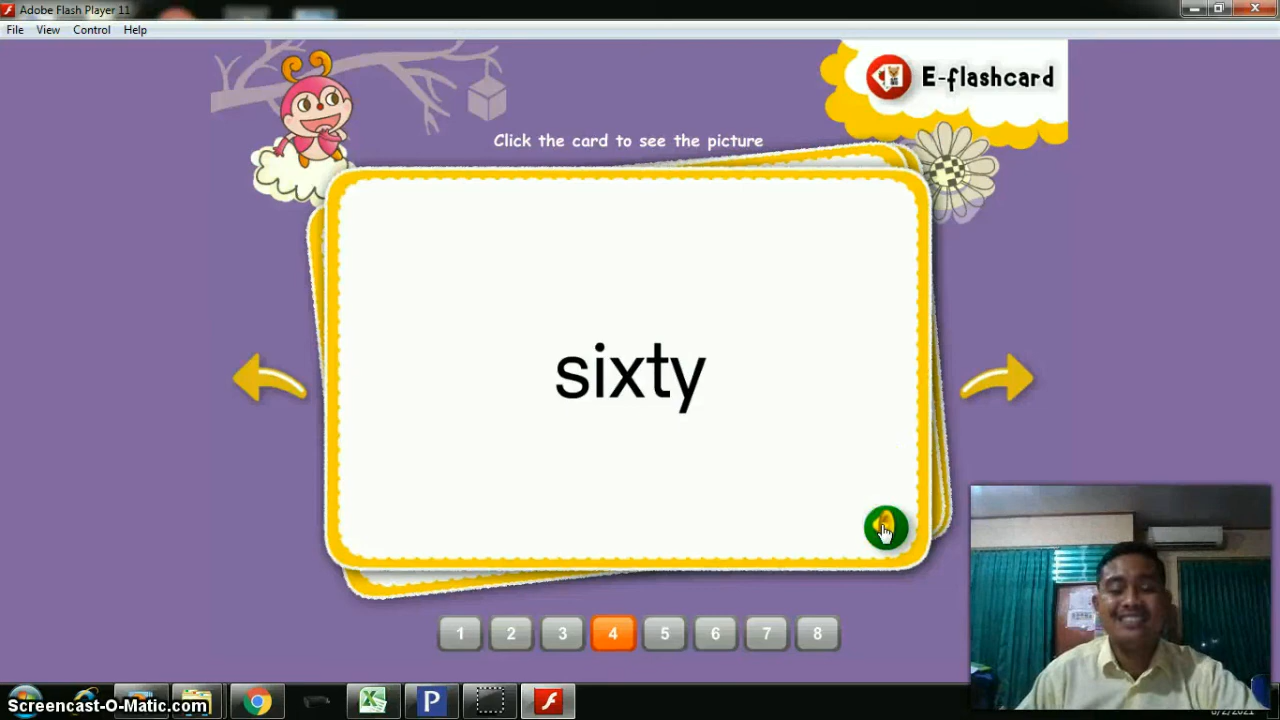 Adobe Flash Player 11
File View Control Help
E-flashcard
Click the card to see the picture
sixty
1 2 3 4 5 6 7 8
P
Screencast-O-Matic.com